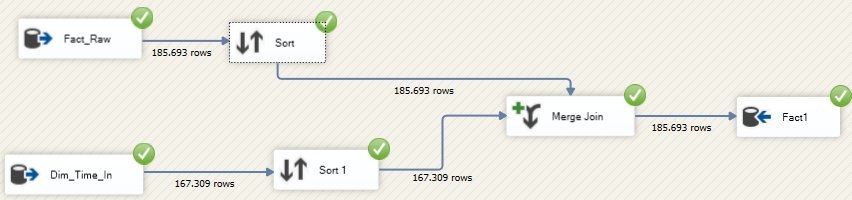 Fact_Raw
185.693 rows
Sort
185.693 rows
Merge Join
185.693 rows
Fact1
Dim_Time_In
167.309 rows
Sort 1
167.309 rows